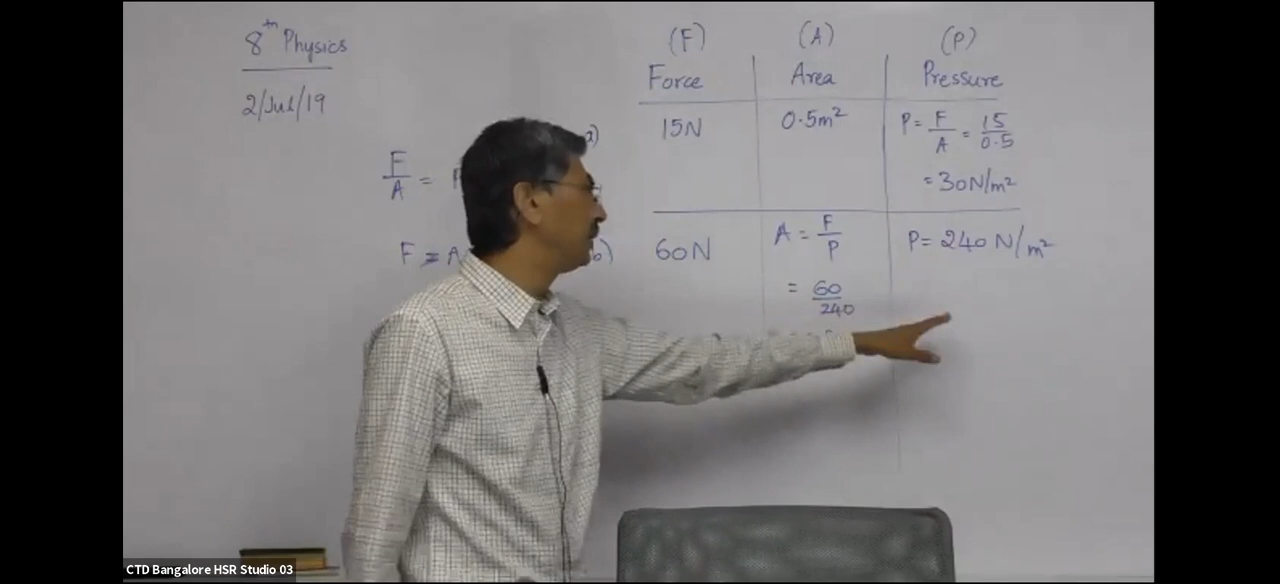 8th Physics
2/Jul/19
(F) (A) (P)
Force Area Pressure
a) 15N 0.5m² P = F/A = 15/0.5
= 30N/m²
F/A = P
F = A
b) 60N A = F/P P = 240 N/m²
= 60/240
CTD Bangalore HSR Studio 03